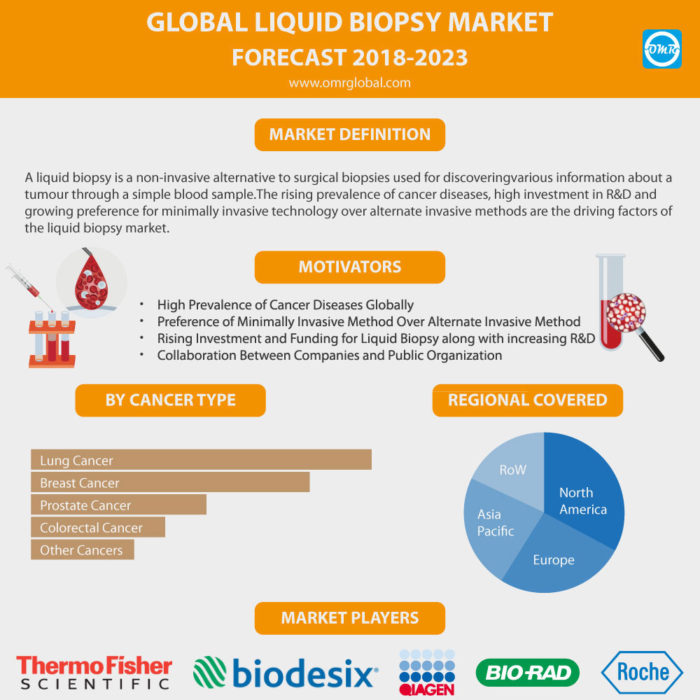 GLOBAL LIQUID BIOPSY MARKET
FORECAST 2018-2023
www.omrglobal.com
OMR
MARKET DEFINITION
A liquid biopsy is a non-invasive alternative to surgical biopsies used for discoveringvarious information about a
tumour through a simple blood sample.The rising prevalence of cancer diseases, high investment in R&D and
growing preference for minimally invasive technology over alternate invasive methods are the driving factors of
the liquid biopsy market.
MOTIVATORS
• High Prevalence of Cancer Diseases Globally
• Preference of Minimally Invasive Method Over Alternate Invasive Method
• Rising Investment and Funding for Liquid Biopsy along with increasing R&D
• Collaboration Between Companies and Public Organization
BY CANCER TYPE
Lung Cancer
Breast Cancer
Prostate Cancer
Colorectal Cancer
Other Cancers
REGIONAL COVERED
RoW
North
America
Asia
Pacific
Europe
MARKET PLAYERS
ThermoFisher
SCIENTIFIC
biodesix®
QIAGEN
BIO-RAD
Roche